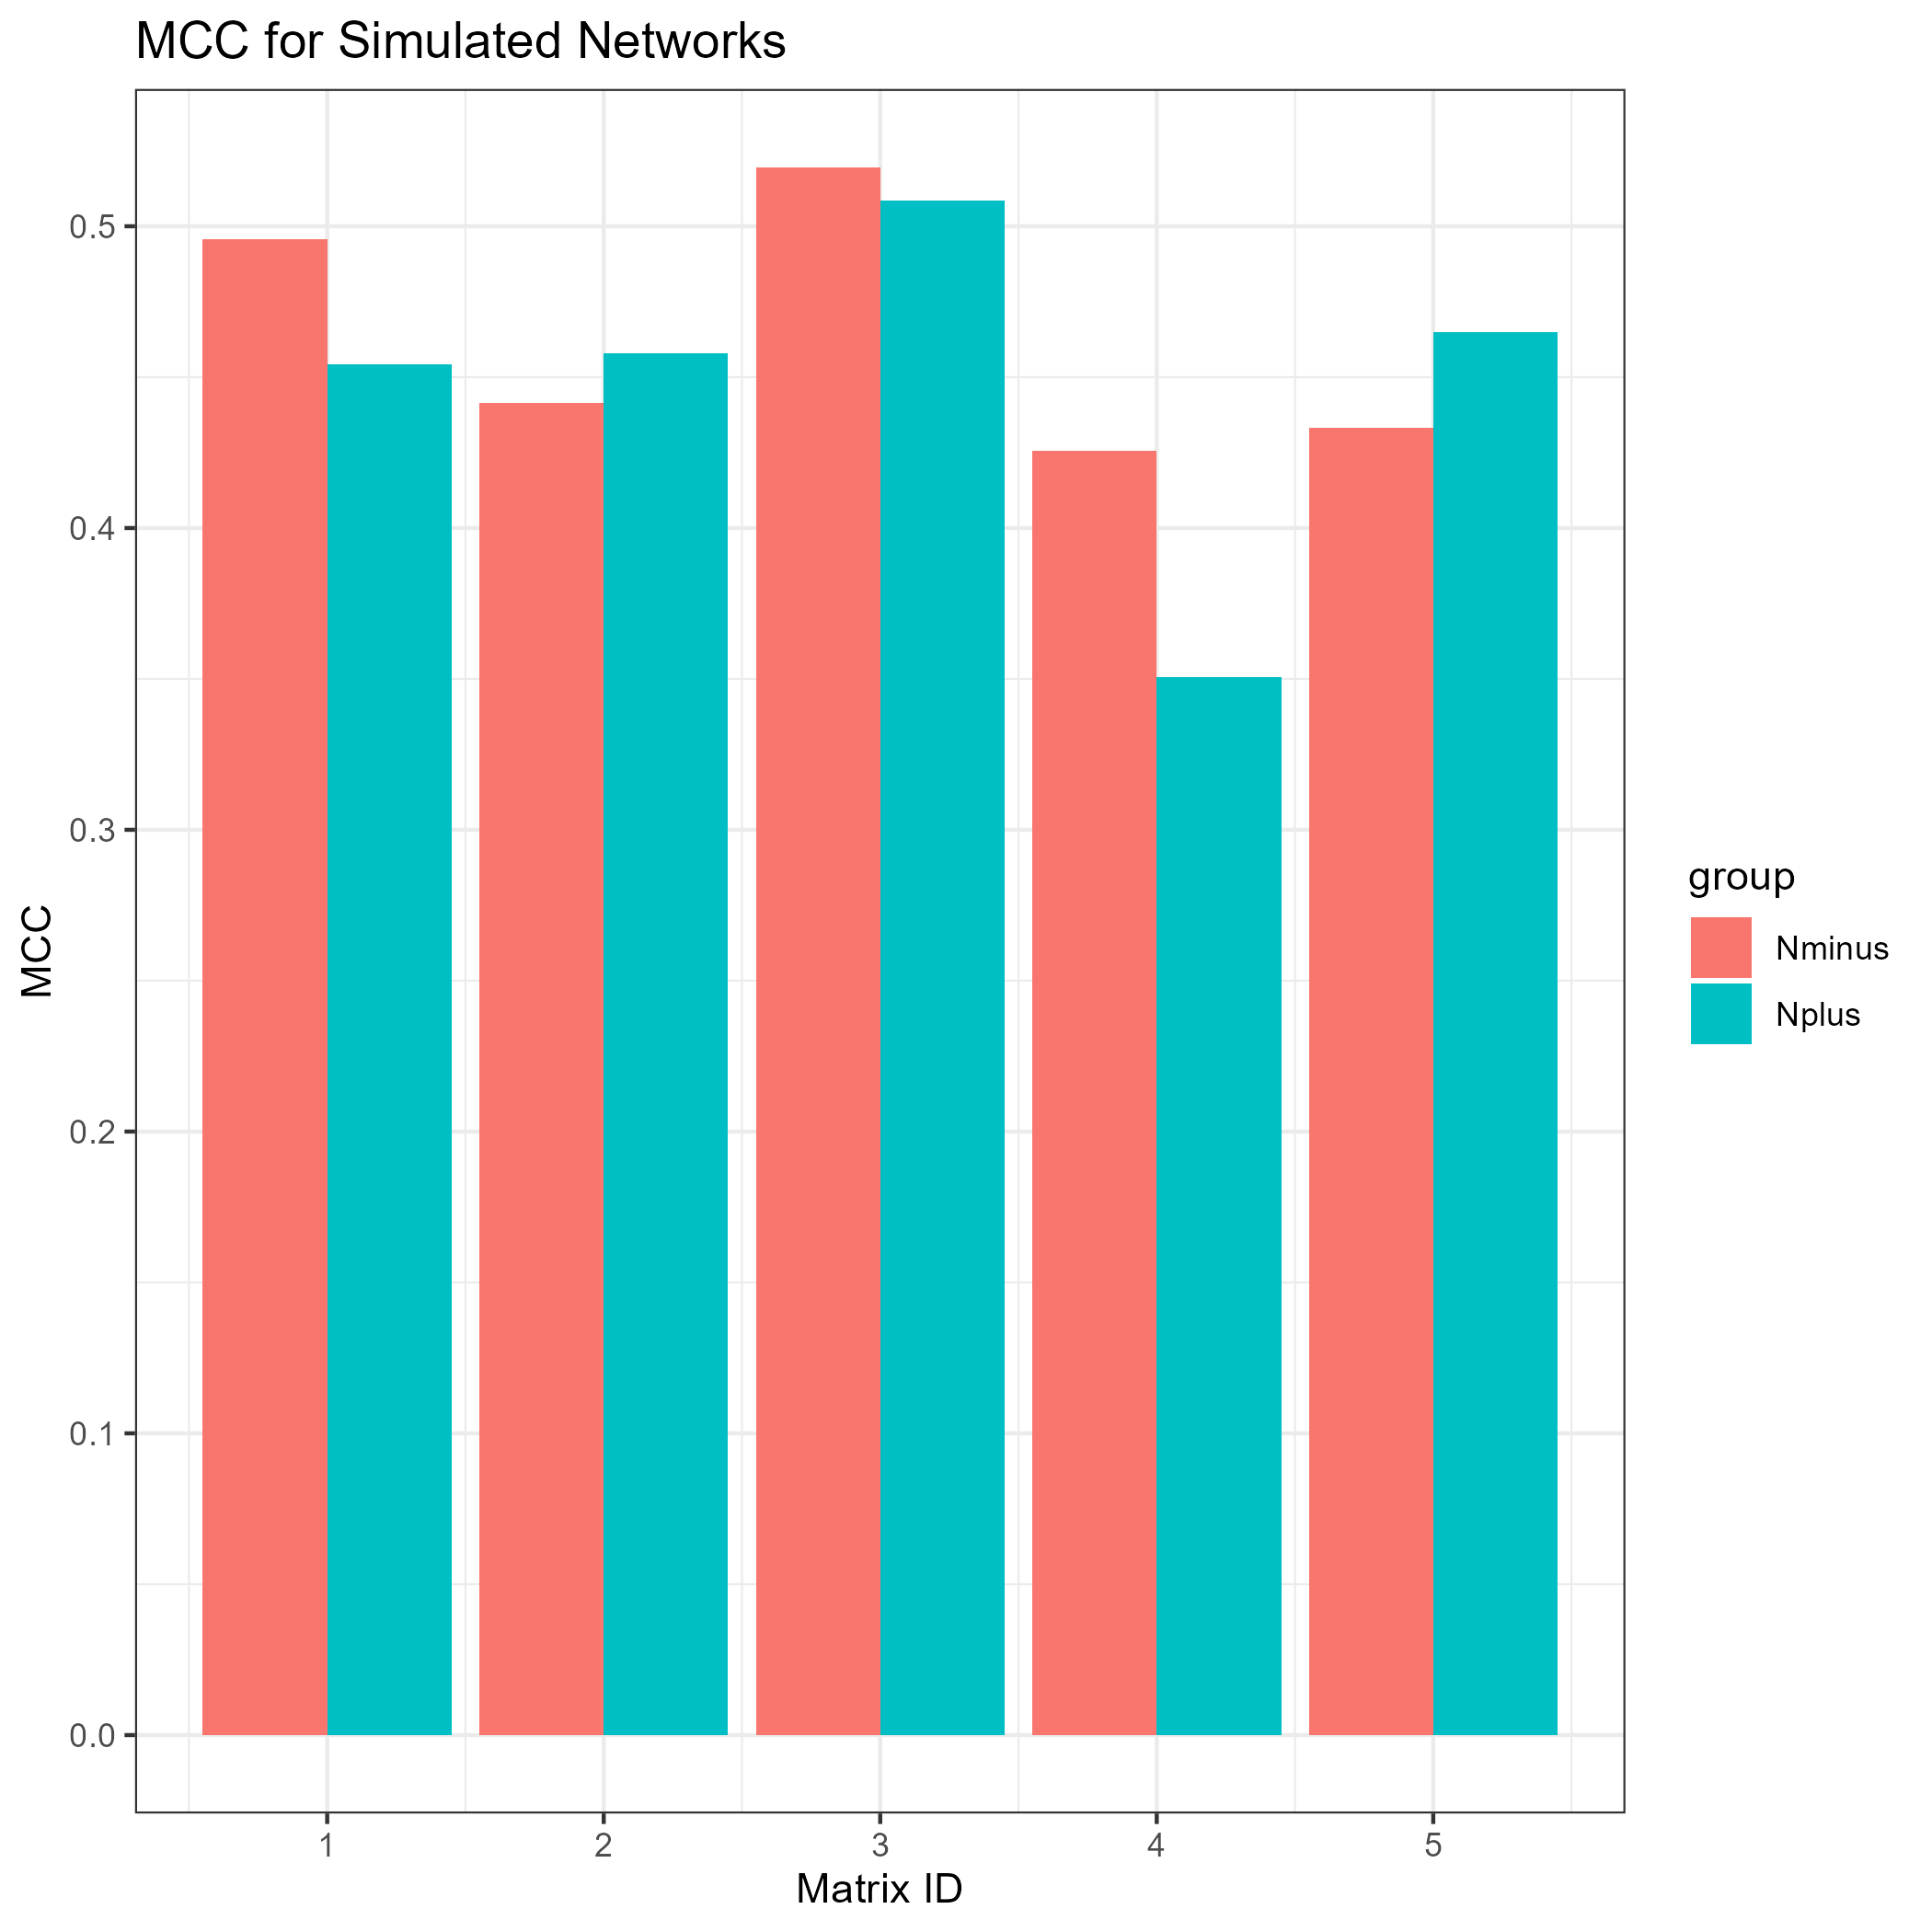 MCC for Simulated Networks
0.5
0.4
0.3
0.2
0.1
0.0
MCC
1 2 3 4 5
Matrix ID
group
Nminus
Nplus